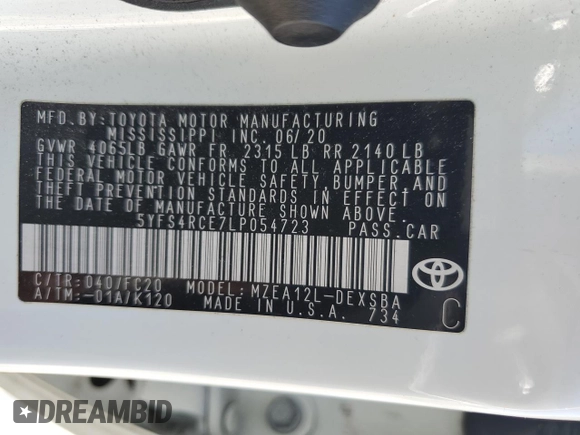 MFD.BY:TOYOTA MOTOR MANUFACTURING
MISSISSIPPI INC. 06/20
GVWR 4065LB GAWR FR 2315 LB RR 2140 LB
THIS VEHICLE CONFORMS TO ALL APPLICABLE
FEDERAL MOTOR VEHICLE SAFETY, BUMPER, AND
THEFT PREVENTION STANDARDS IN EFFECT ON
THE DATE OF MANUFACTURE SHOWN ABOVE.
5YFS4RCE7LP054723 PASS.CAR
C/TR: 040/FC20 MODEL: MZEA12L-DEXSBA
A/TM:-01A/K120 MADE IN U.S.A. 734
C
DREAMBID